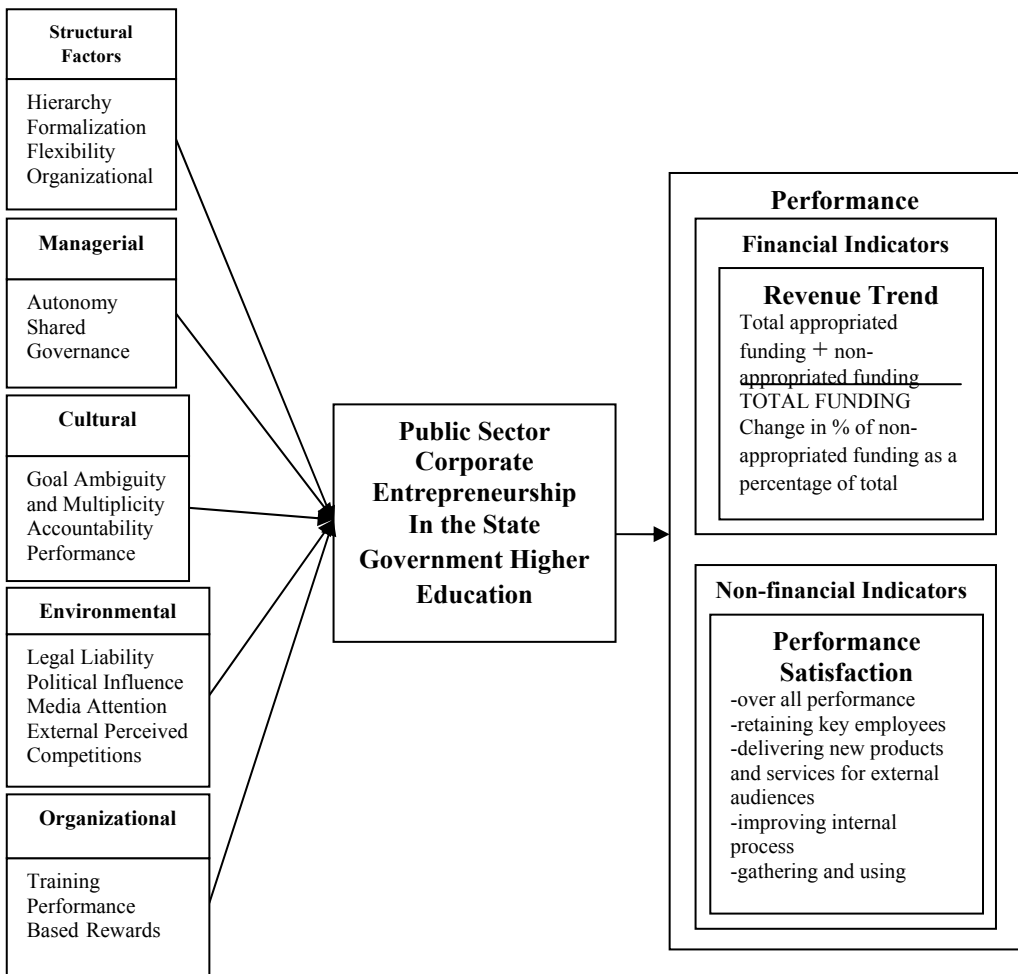 Structural
Factors
Hierarchy
Formalization
Flexibility
Organizational
Managerial
Autonomy
Shared
Governance
Cultural
Goal Ambiguity
and Multiplicity
Accountability
Performance
Environmental
Legal Liability
Political Influence
Media Attention
External Perceived
Competitions
Organizational
Training
Performance
Based Rewards
Public Sector
Corporate
Entrepreneurship
In the State
Government Higher
Education
Performance
Financial Indicators
Revenue Trend
Total appropriated
funding + non-
appropriated funding
TOTAL FUNDING
Change in % of non-
appropriated funding as a
percentage of total
Non-financial Indicators
Performance
Satisfaction
-over all performance
-retaining key employees
-delivering new products
and services for external
audiences
-improving internal
process
-gathering and using